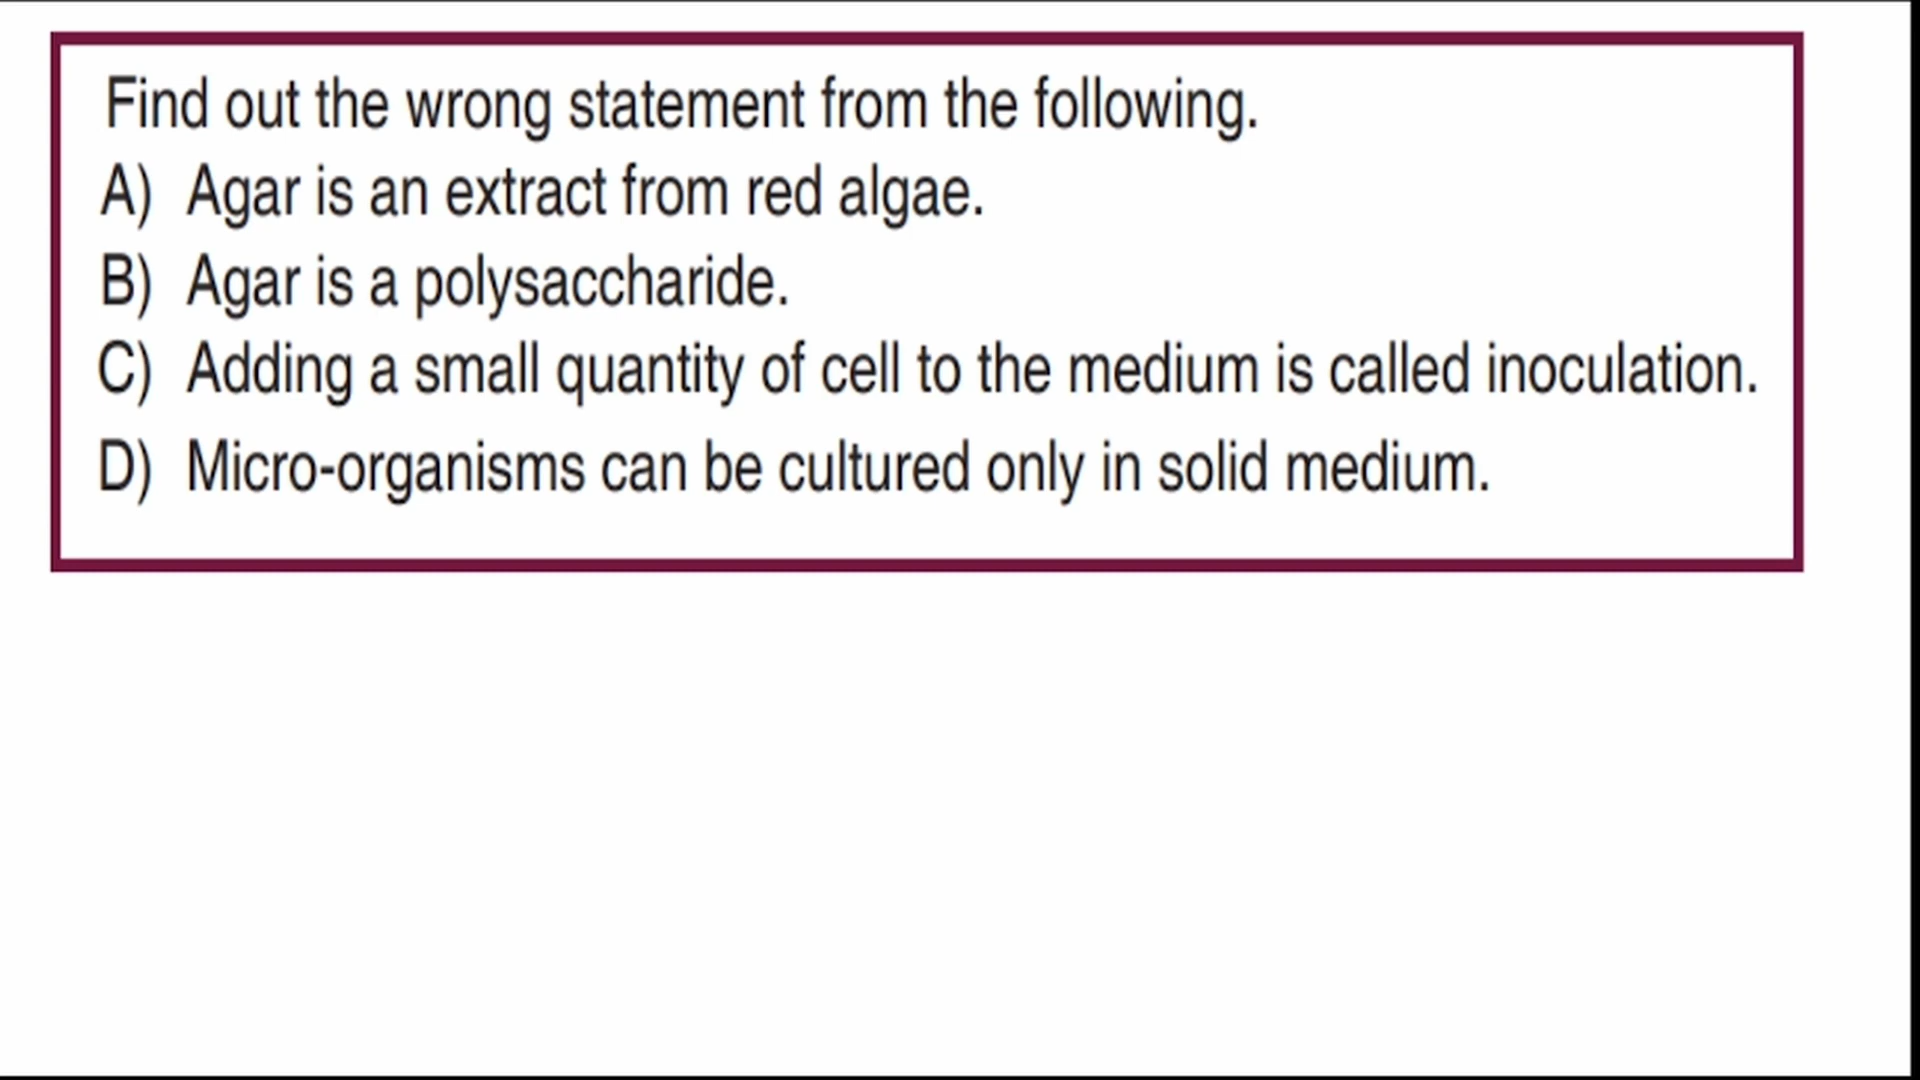 Find out the wrong statement from the following.
A) Agar is an extract from red algae.
B) Agar is a polysaccharide.
C) Adding a small quantity of cell to the medium is called inoculation.
D) Micro-organisms can be cultured only in solid medium.